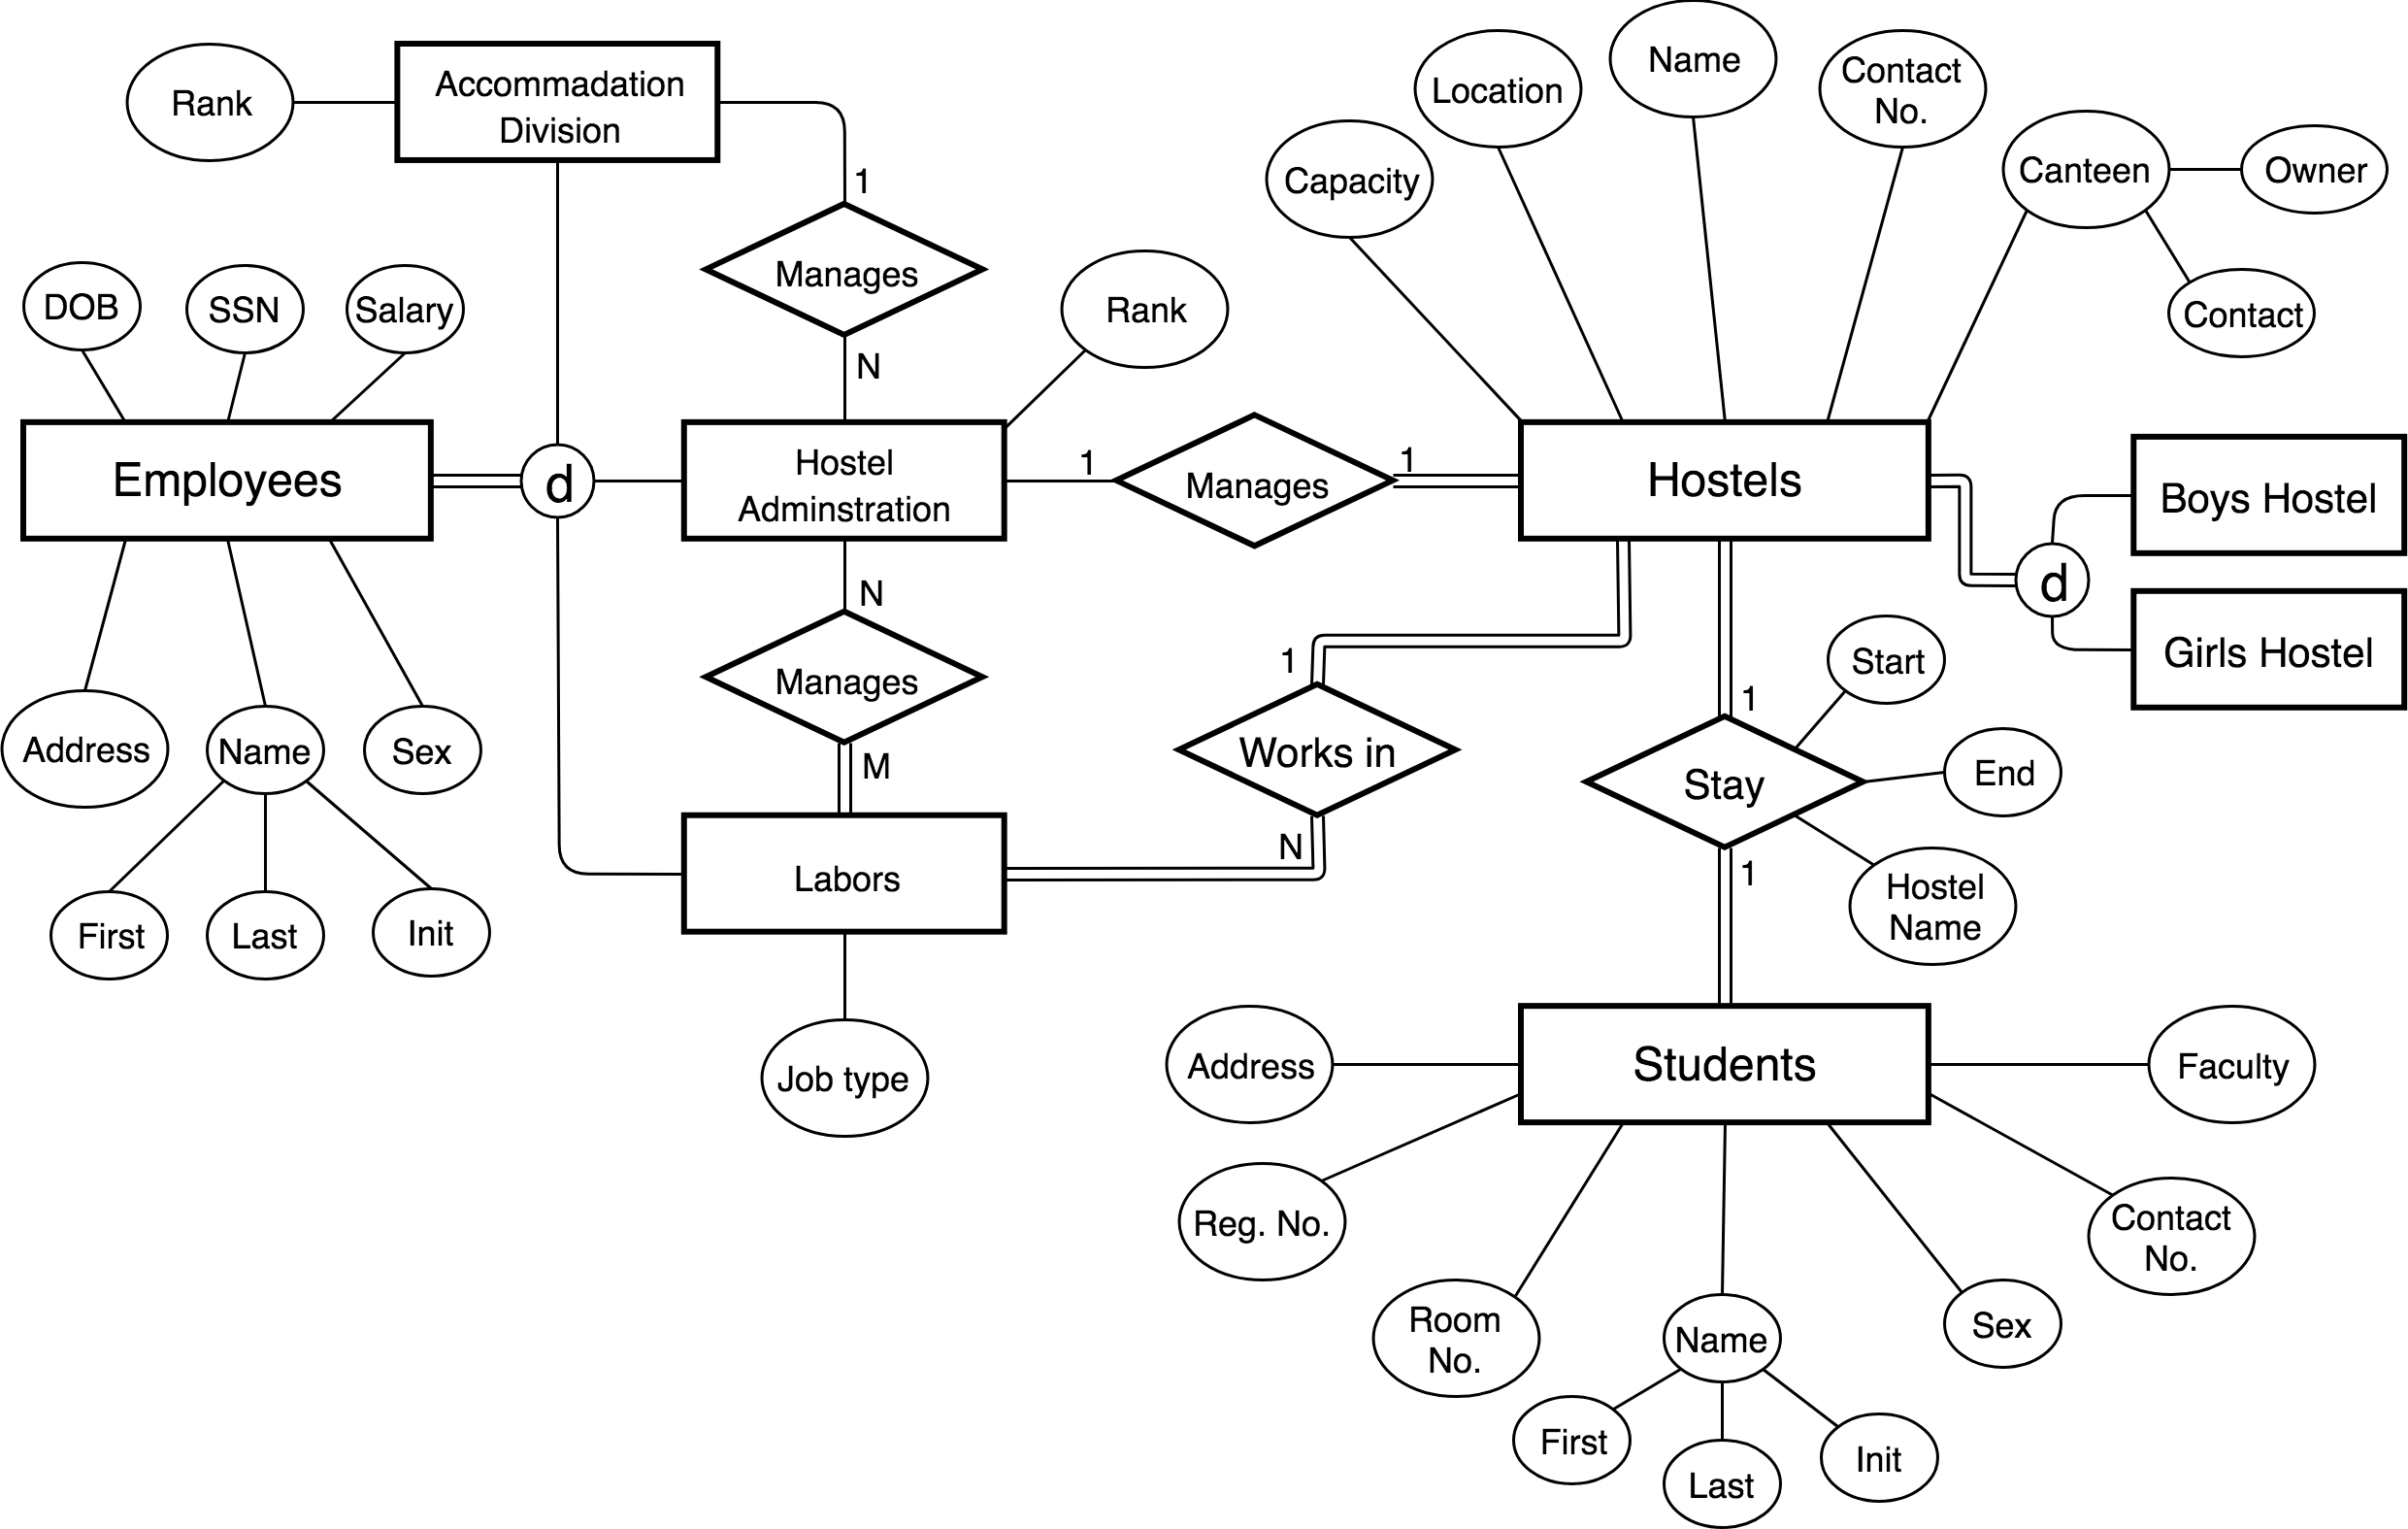 Rank
Accommadation
Division
1
Manages
N
Capacity
Location
Name
Contact
No.
Canteen
Owner
Contact
DOB
SSN
Salary
Rank
Employees
d
Hostel
Adminstration
1
Manages
1
Hostels
Boys Hostel
d
Girls Hostel
N
Manages
M
1
Works in
N
1
Stay
1
Start
End
Hostel
Name
Address
Name
Sex
First
Last
Init
Labors
Job type
Address
Students
Faculty
Reg. No.
Contact
No.
Room
No.
Name
Sex
First
Last
Init